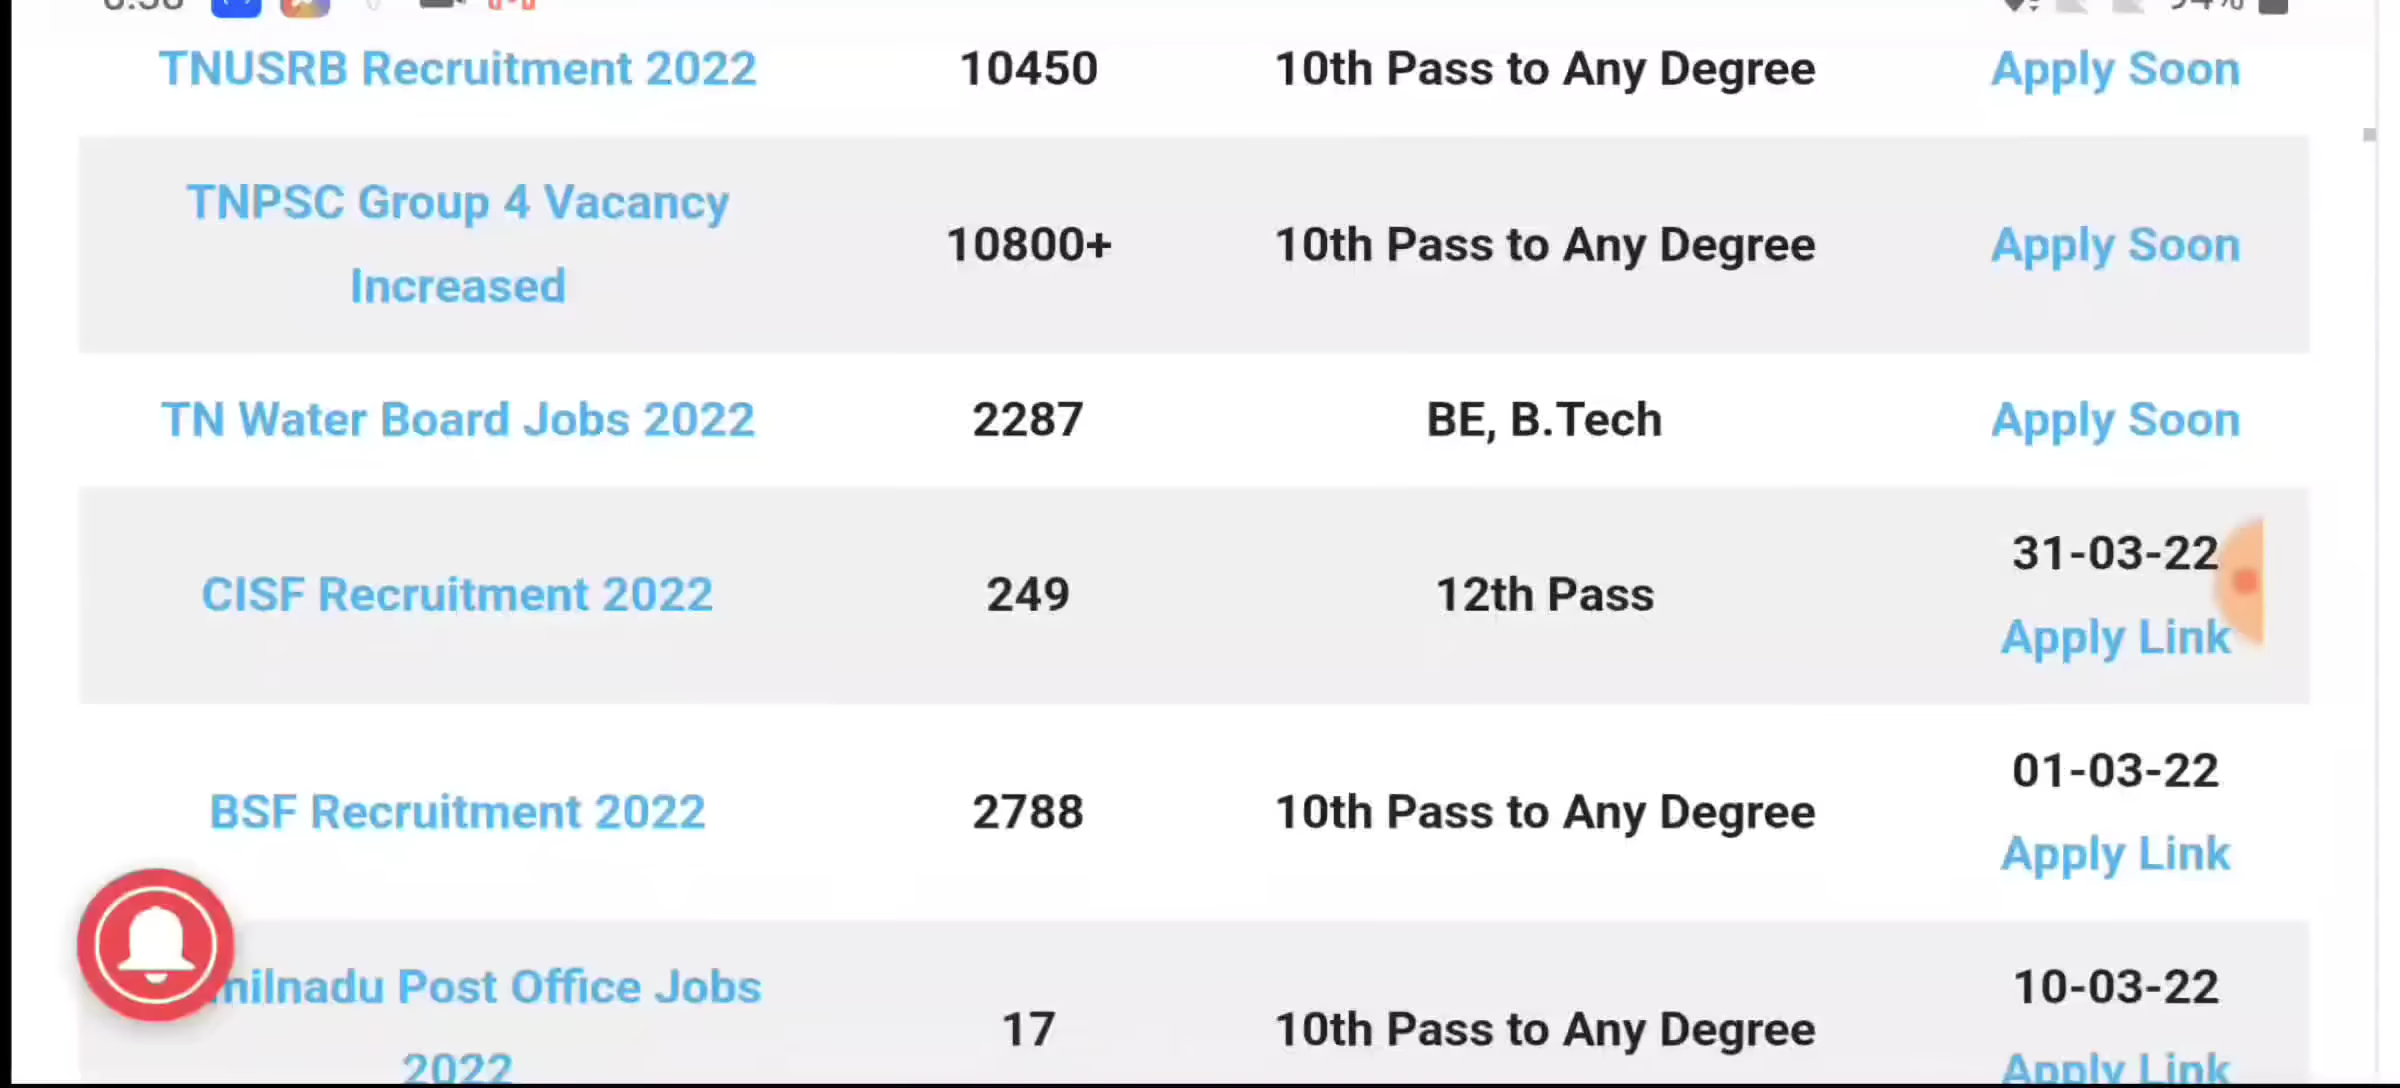 94%
TNUSRB Recruitment 2022 10450 10th Pass to Any Degree Apply Soon
TNPSC Group 4 Vacancy
Increased
10800+ 10th Pass to Any Degree Apply Soon
TN Water Board Jobs 2022 2287 BE, B.Tech Apply Soon
CISF Recruitment 2022 249 12th Pass
31-03-22
Apply Link
BSF Recruitment 2022 2788 10th Pass to Any Degree
01-03-22
Apply Link
milnadu Post Office Jobs
2022
17 10th Pass to Any Degree
10-03-22
Apply Link